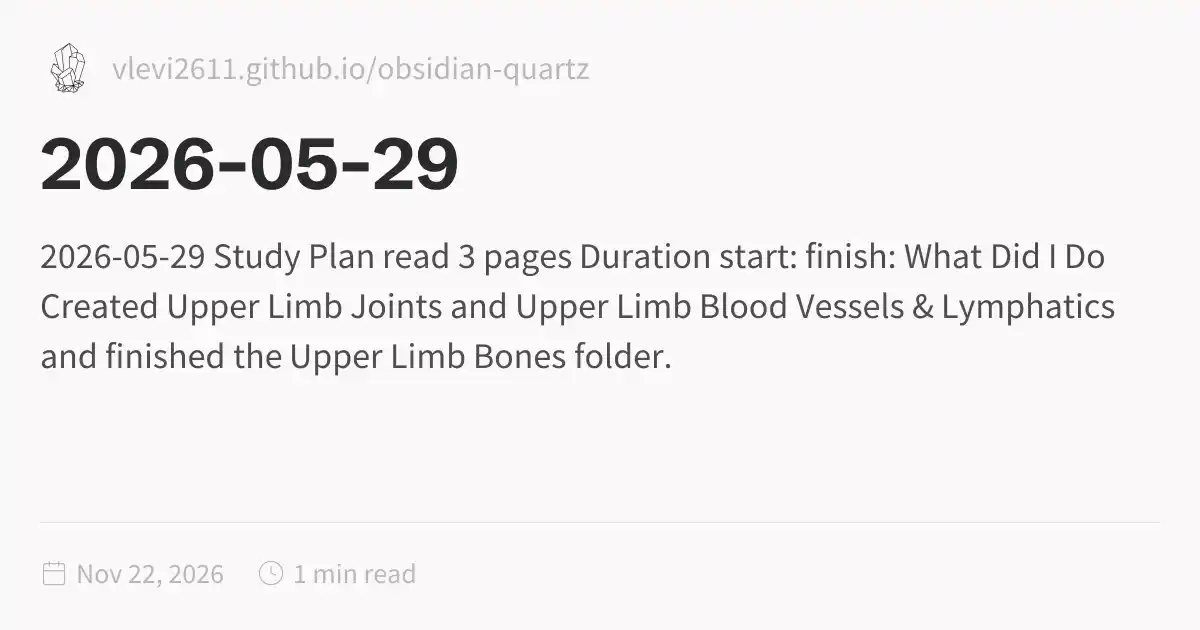 vlevi2611.github.io/obsidian-quartz
2026-05-29
2026-05-29 Study Plan read 3 pages Duration start: finish: What Did I Do
Created Upper Limb Joints and Upper Limb Blood Vessels & Lymphatics
and finished the Upper Limb Bones folder.
Nov 22, 2026 1 min read